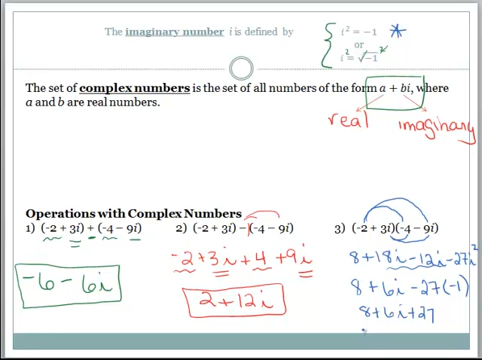 The imaginary number i is defined by
i² = -1 *
or
i² = √-1²
The set of complex numbers is the set of all numbers of the form a + bi, where
a and b are real numbers.
real imaginary
Operations with Complex Numbers
1) (-2 + 3i) + (-4 – 9i)
-6 - 6i
2) (-2 + 3i) – (-4 – 9i)
-2 + 3i + 4 + 9i
2 + 12i
3) (-2 + 3i)(-4 – 9i)
8 + 18i - 12i - 27i²
8 + 6i - 27(-1)
8 + 6i + 27